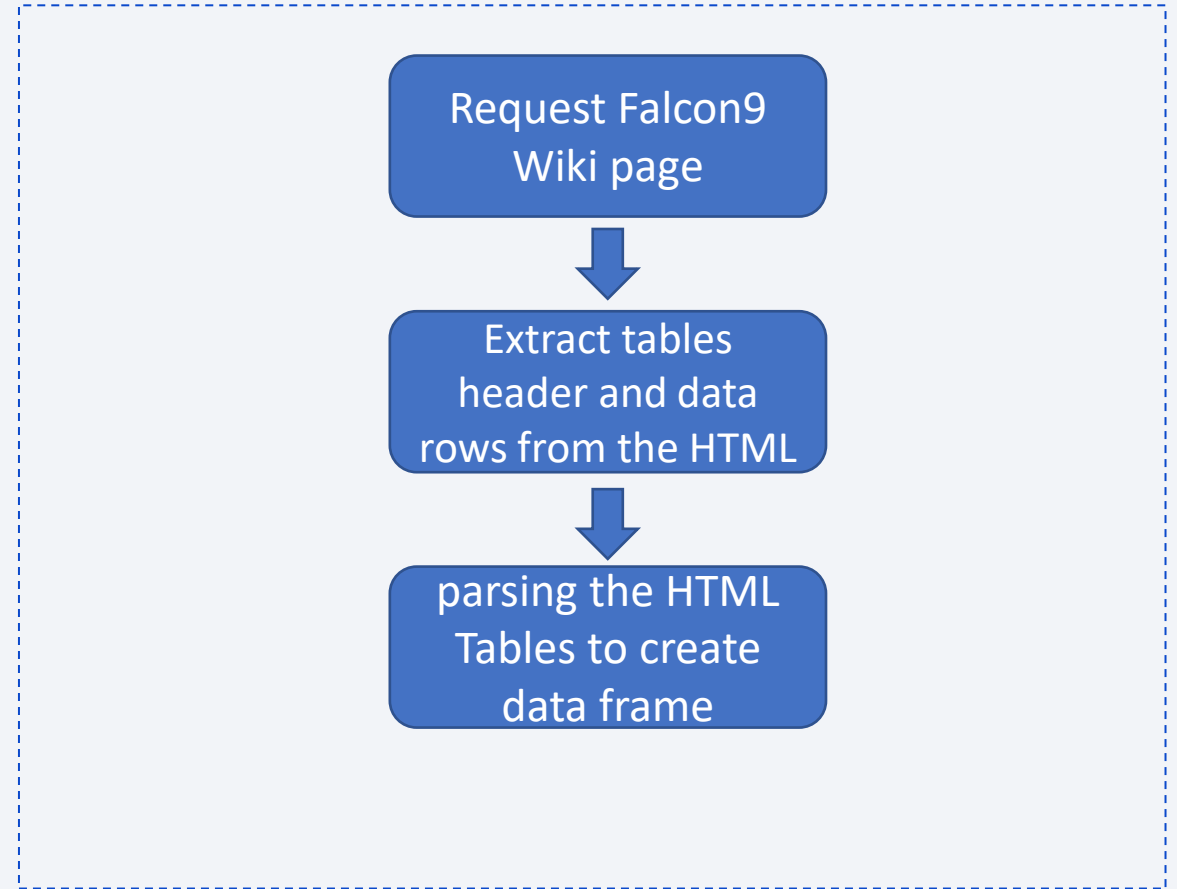 Request Falcon9
Wiki page
Extract tables
header and data
rows from the HTML
parsing the HTML
Tables to create
data frame